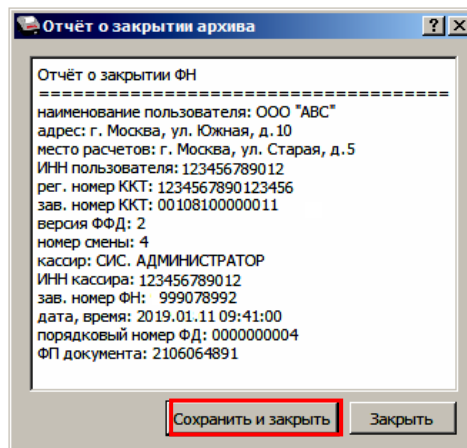 Отчёт о закрытии архива
Отчёт о закрытии ФН
=========================================
наименование пользователя: ООО "АВС"
адрес: г. Москва, ул. Южная, д.10
место расчетов: г. Москва, ул. Старая, д.5
ИНН пользователя: 123456789012
рег. номер ККТ: 1234567890123456
зав. номер ККТ: 00108100000011
версия ФФД: 2
номер смены: 4
кассир: СИС. АДМИНИСТРАТОР
ИНН кассира: 123456789012
зав. номер ФН: 999078992
дата, время: 2019.01.11 09:41:00
порядковый номер ФД: 0000000004
ФП документа: 2106064891
Сохранить и закрыть Закрыть